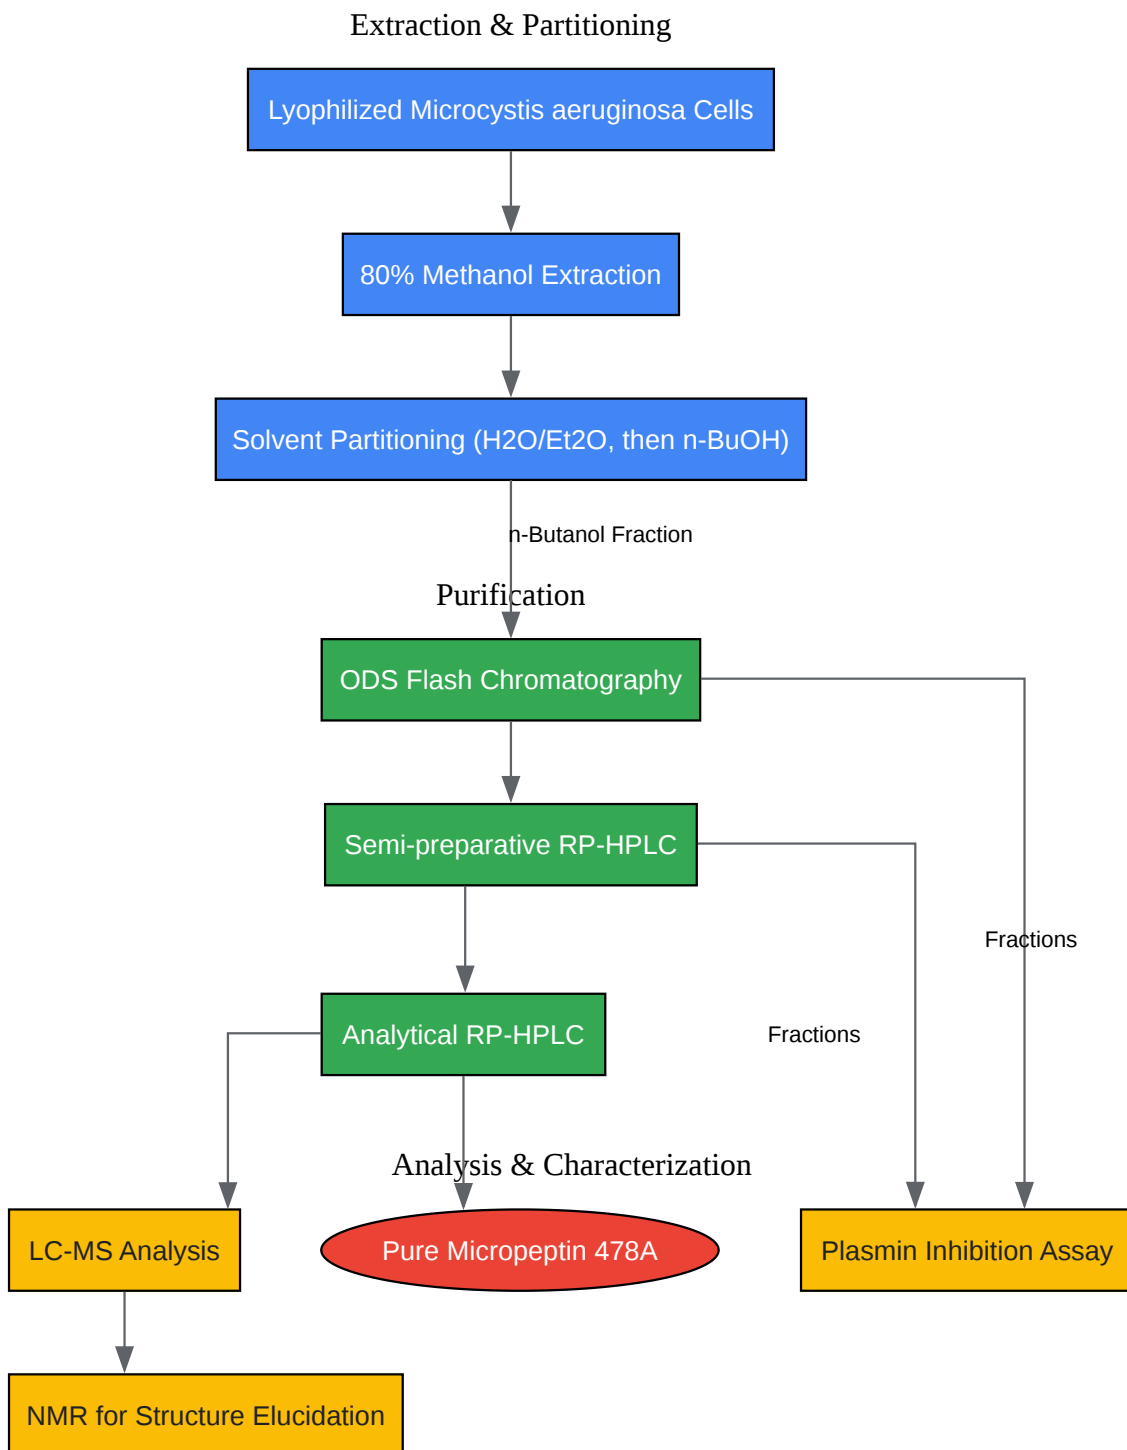 Extraction & Partitioning
Lyophilized Microcystis aeruginosa Cells
80% Methanol Extraction
Solvent Partitioning (H2O/Et2O, then n-BuOH)
n-Butanol Fraction
Purification
ODS Flash Chromatography
Semi-preparative RP-HPLC
Fractions
Analytical RP-HPLC
Fractions
Analysis & Characterization
LC-MS Analysis
Pure Micropeptin 478A
Plasmin Inhibition Assay
NMR for Structure Elucidation